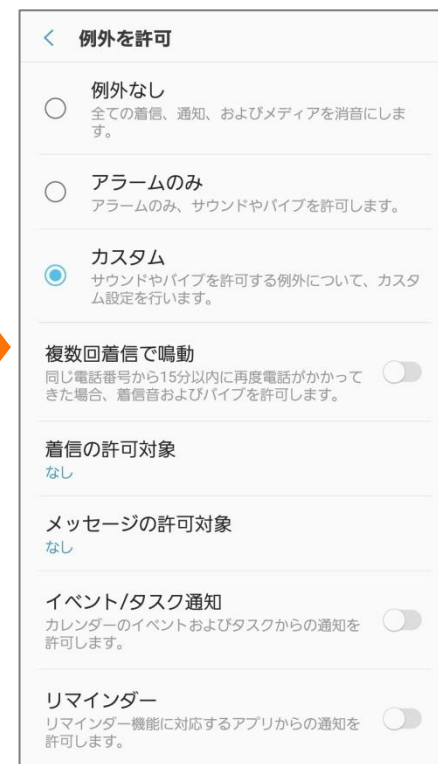 例外を許可
例外なし
全ての着信、通知、およびメディアを消音にしま
す。
アラームのみ
アラームのみ、サウンドやバイブを許可します。
カスタム
サウンドやバイブを許可する例外について、カスタ
ム設定を行います。
複数回着信で鳴動
同じ電話番号から15分以内に再度電話がかかって
きた場合、着信音およびバイブを許可します。
着信の許可対象
なし
メッセージの許可対象
なし
イベント/タスク通知
カレンダーのイベントおよびタスクからの通知を
許可します。
リマインダー
リマインダー機能に対応するアプリからの通知を
許可します。